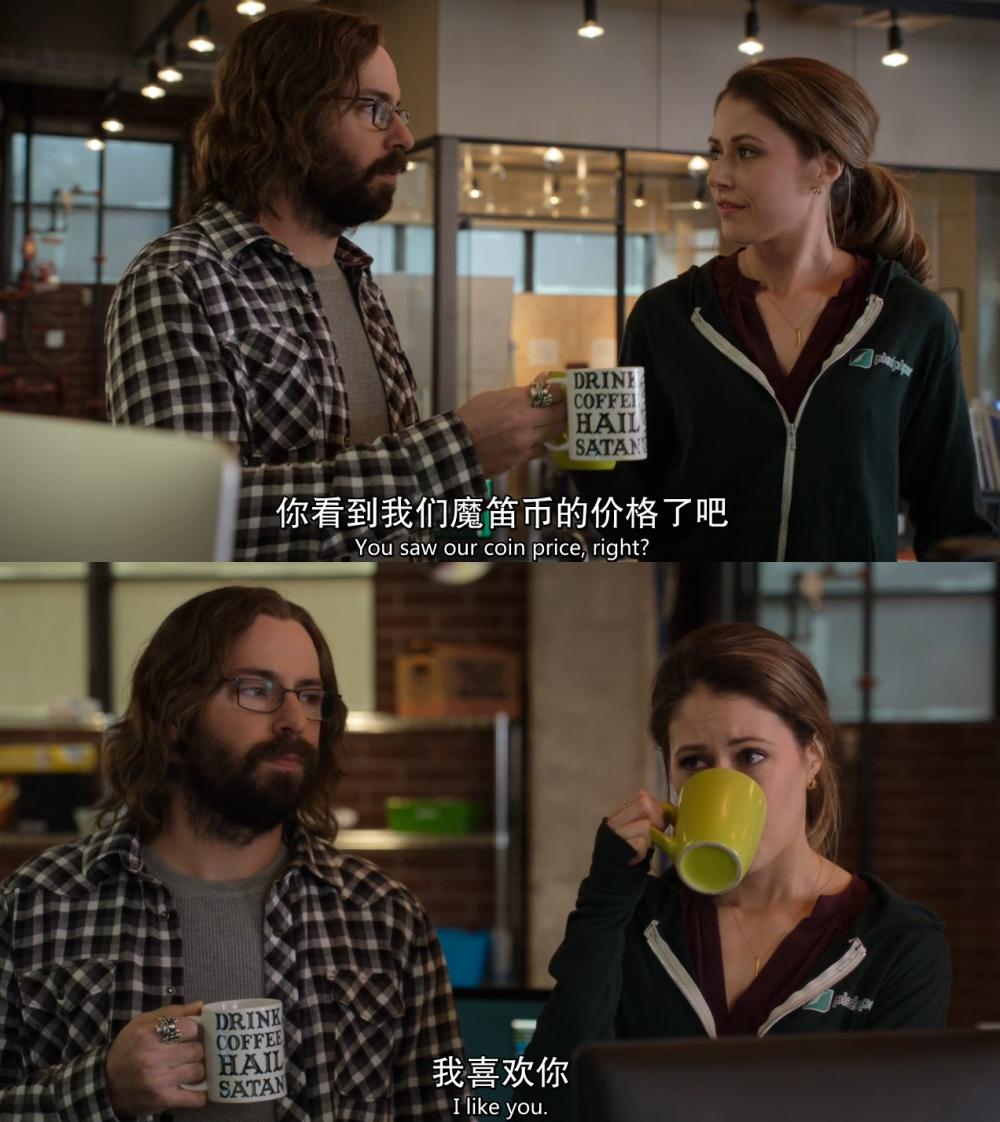 DRINK
COFFEE
HAIL
SATAN
piedpiper
你看到我们魔笛币的价格了吧
You saw our coin price, right?
DRINK
COFFEE
HAIL
SATAN
我喜欢你
I like you.